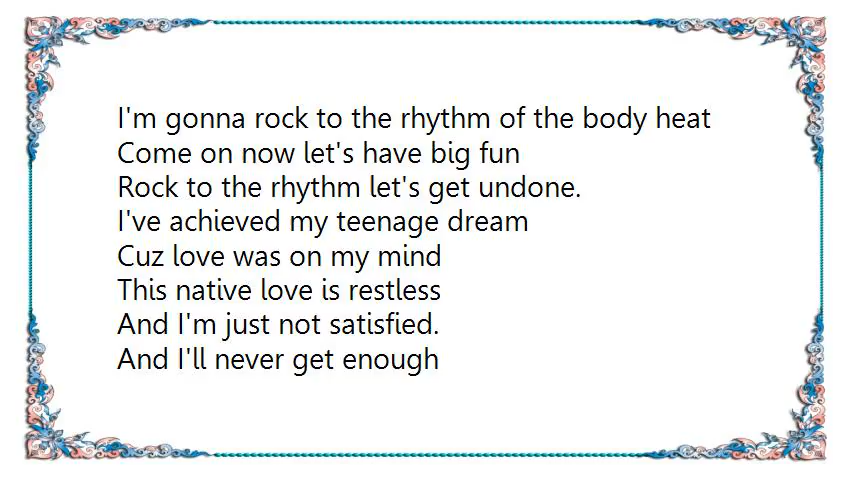 I'm gonna rock to the rhythm of the body heat
Come on now let's have big fun
Rock to the rhythm let's get undone.
I've achieved my teenage dream
Cuz love was on my mind
This native love is restless
And I'm just not satisfied.
And I'll never get enough